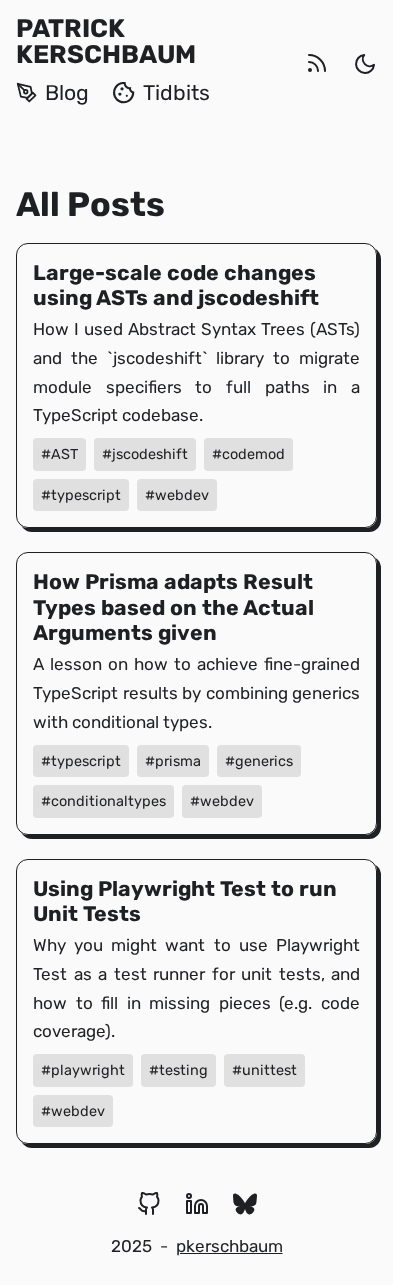 PATRICK
KERSCHBAUM
Blog Tidbits
All Posts
Large-scale code changes
using ASTs and jscodeshift
How I used Abstract Syntax Trees (ASTs)
and the `jscodeshift` library to migrate
module specifiers to full paths in a
TypeScript codebase.
#AST #jscodeshift #codemod
#typescript #webdev
How Prisma adapts Result
Types based on the Actual
Arguments given
A lesson on how to achieve fine-grained
TypeScript results by combining generics
with conditional types.
#typescript #prisma #generics
#conditionaltypes #webdev
Using Playwright Test to run
Unit Tests
Why you might want to use Playwright
Test as a test runner for unit tests, and
how to fill in missing pieces (e.g. code
coverage).
#playwright #testing #unittest
#webdev
2025 - pkerschbaum